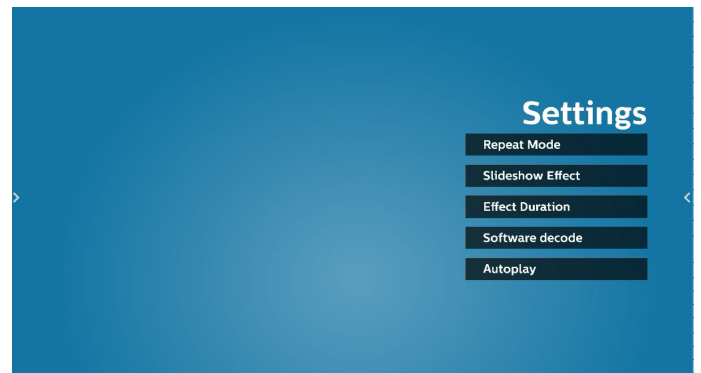 Settings
Repeat Mode
Slideshow Effect
Effect Duration
Software decode
Autoplay